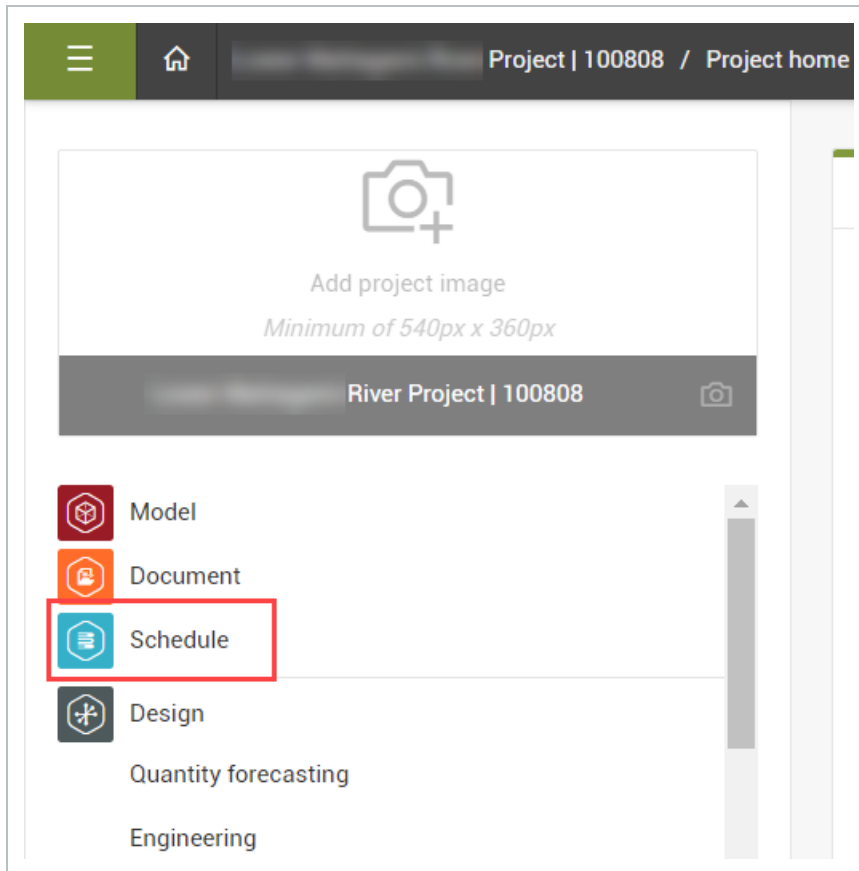 Project | 100808 / Project home
Add project image
Minimum of 540px x 360px
River Project | 100808
Model
Document
Schedule
Design
Quantity forecasting
Engineering